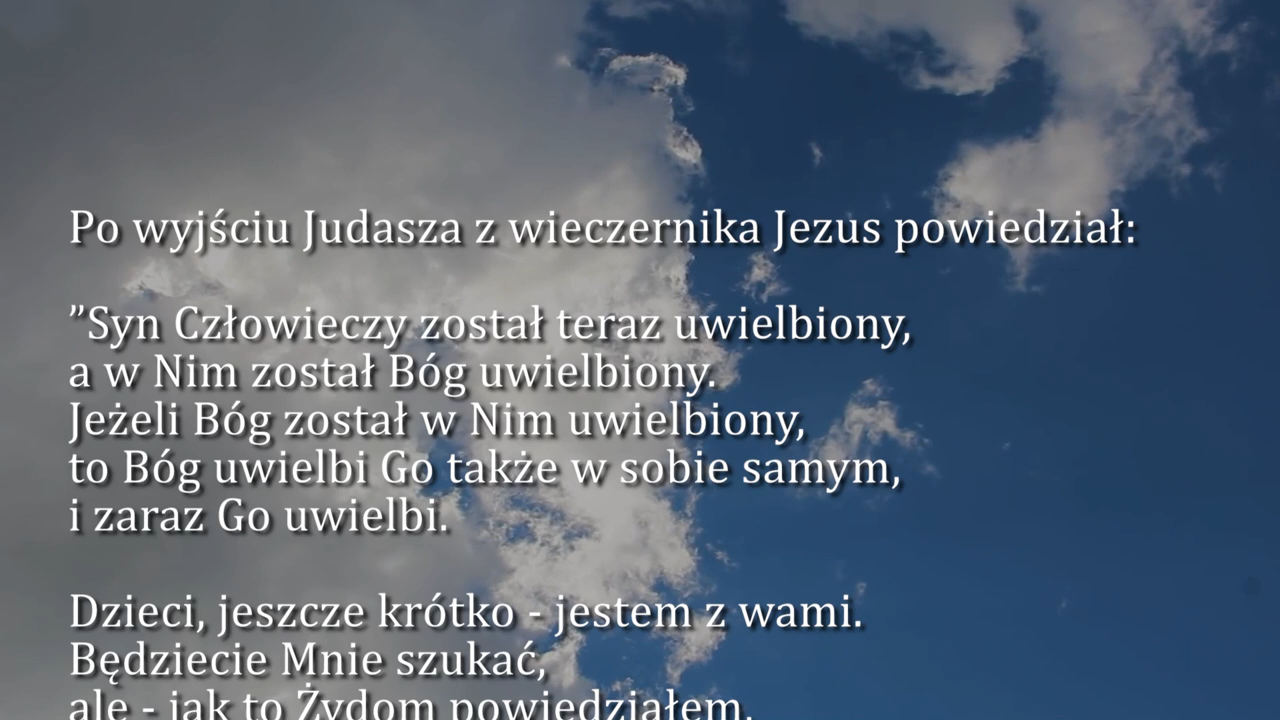 Po wyjściu Judasza z wieczernika Jezus powiedział:
”Syn Człowieczy został teraz uwielbiony,
a w Nim został Bóg uwielbiony.
Jeżeli Bóg został w Nim uwielbiony,
to Bóg uwielbi Go także w sobie samym,
i zaraz Go uwielbi.
Dzieci, jeszcze krótko - jestem z wami.
Będziecie Mnie szukać,
ale - jak to Żydom powiedziałem,